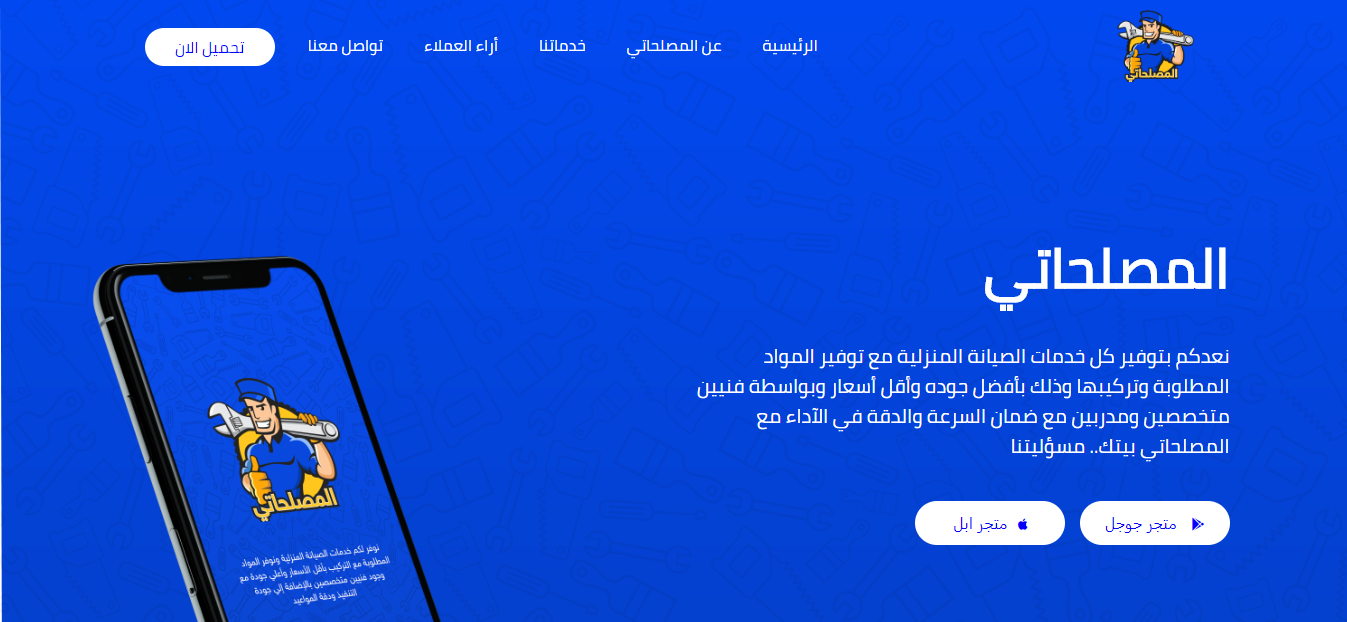 المصلحاتي
الرئيسية
عن المصلحاتي
خدماتنا
أراء العملاء
تواصل معنا
تحميل الان
المصلحاتي
نعدكم بتوفير كل خدمات الصيانة المنزلية مع توفير المواد
المطلوبة وتركيبها وذلك بأفضل جوده وأقل أسعار وبواسطة فنيين
متخصصين ومدربين مع ضمان السرعة والدقة في الآداء مع
المصلحاتي بيتك.. مسؤليتنا
متجر جوجل
متجر ابل
المصلحاتي
نوفر لكم خدمات الصيانة المنزلية ونوفر المواد
المطلوبة مع التركيب بأقل الأسعار وأعلي جودة مع
وجود فنيين متخصصين بالإضافة إلي جودة
التنفيذ ودقة المواعيد